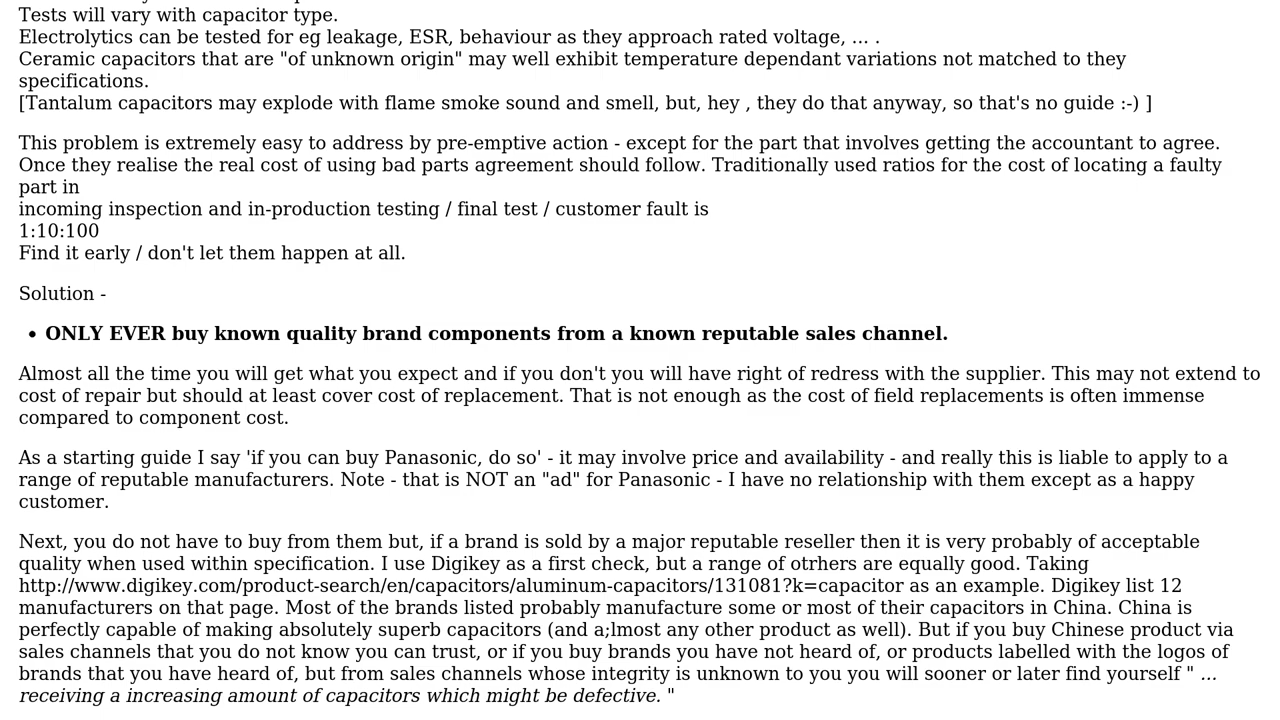 Tests will vary with capacitor type.
Electrolytics can be tested for eg leakage, ESR, behaviour as they approach rated voltage, ... .
Ceramic capacitors that are "of unknown origin" may well exhibit temperature dependant variations not matched to they
specifications.
[Tantalum capacitors may explode with flame smoke sound and smell, but, hey , they do that anyway, so that's no guide :-) ]
This problem is extremely easy to address by pre-emptive action - except for the part that involves getting the accountant to agree.
Once they realise the real cost of using bad parts agreement should follow. Traditionally used ratios for the cost of locating a faulty
part in
incoming inspection and in-production testing / final test / customer fault is
1:10:100
Find it early / don't let them happen at all.
Solution -
• ONLY EVER buy known quality brand components from a known reputable sales channel.
Almost all the time you will get what you expect and if you don't you will have right of redress with the supplier. This may not extend to
cost of repair but should at least cover cost of replacement. That is not enough as the cost of field replacements is often immense
compared to component cost.
As a starting guide I say 'if you can buy Panasonic, do so' - it may involve price and availability - and really this is liable to apply to a
range of reputable manufacturers. Note - that is NOT an "ad" for Panasonic - I have no relationship with them except as a happy
customer.
Next, you do not have to buy from them but, if a brand is sold by a major reputable reseller then it is very probably of acceptable
quality when used within specification. I use Digikey as a first check, but a range of otrhers are equally good. Taking
http://www.digikey.com/product-search/en/capacitors/aluminum-capacitors/131081?k=capacitor as an example. Digikey list 12
manufacturers on that page. Most of the brands listed probably manufacture some or most of their capacitors in China. China is
perfectly capable of making absolutely superb capacitors (and a;lmost any other product as well). But if you buy Chinese product via
sales channels that you do not know you can trust, or if you buy brands you have not heard of, or products labelled with the logos of
brands that you have heard of, but from sales channels whose integrity is unknown to you you will sooner or later find yourself " ...
receiving a increasing amount of capacitors which might be defective. "